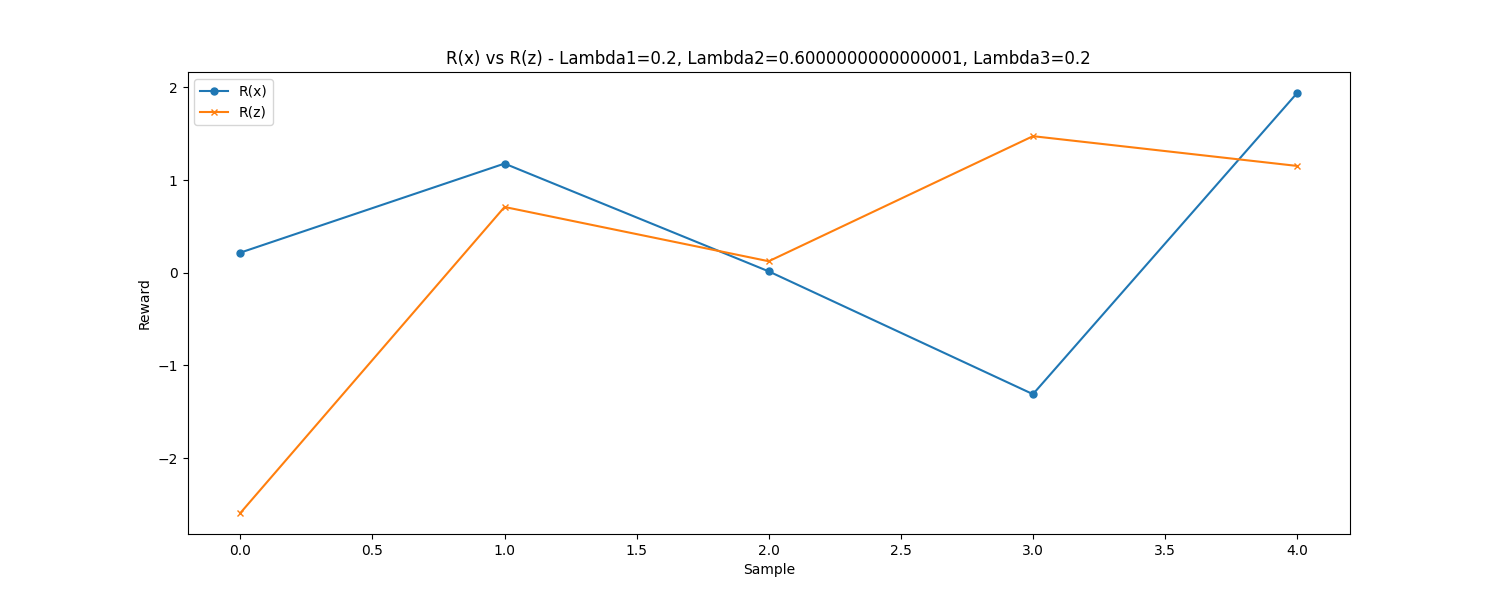 R(x) vs R(z) - Lambda1=0.2, Lambda2=0.6000000000000001, Lambda3=0.2
R(x)
R(z)
2
1
0
−1
−2
Reward
0.0 0.5 1.0 1.5 2.0 2.5 3.0 3.5 4.0
Sample